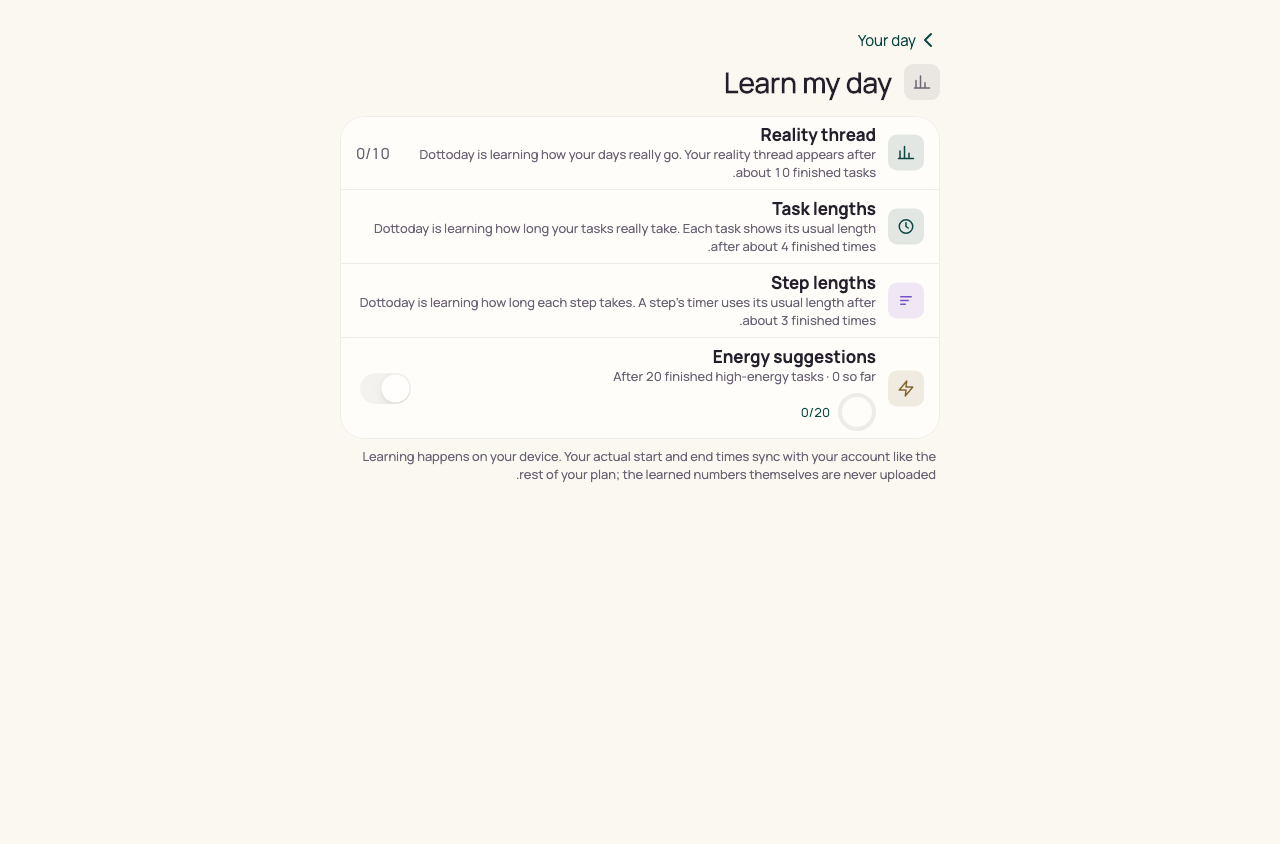 Your day
Learn my day
Reality thread
Dottoday is learning how your days really go. Your reality thread appears after
.about 10 finished tasks
0/10
Task lengths
Dottoday is learning how long your tasks really take. Each task shows its usual length
.after about 4 finished times
Step lengths
Dottoday is learning how long each step takes. A step's timer uses its usual length after
.about 3 finished times
Energy suggestions
After 20 finished high-energy tasks · 0 so far
0/20
Learning happens on your device. Your actual start and end times sync with your account like the
.rest of your plan; the learned numbers themselves are never uploaded